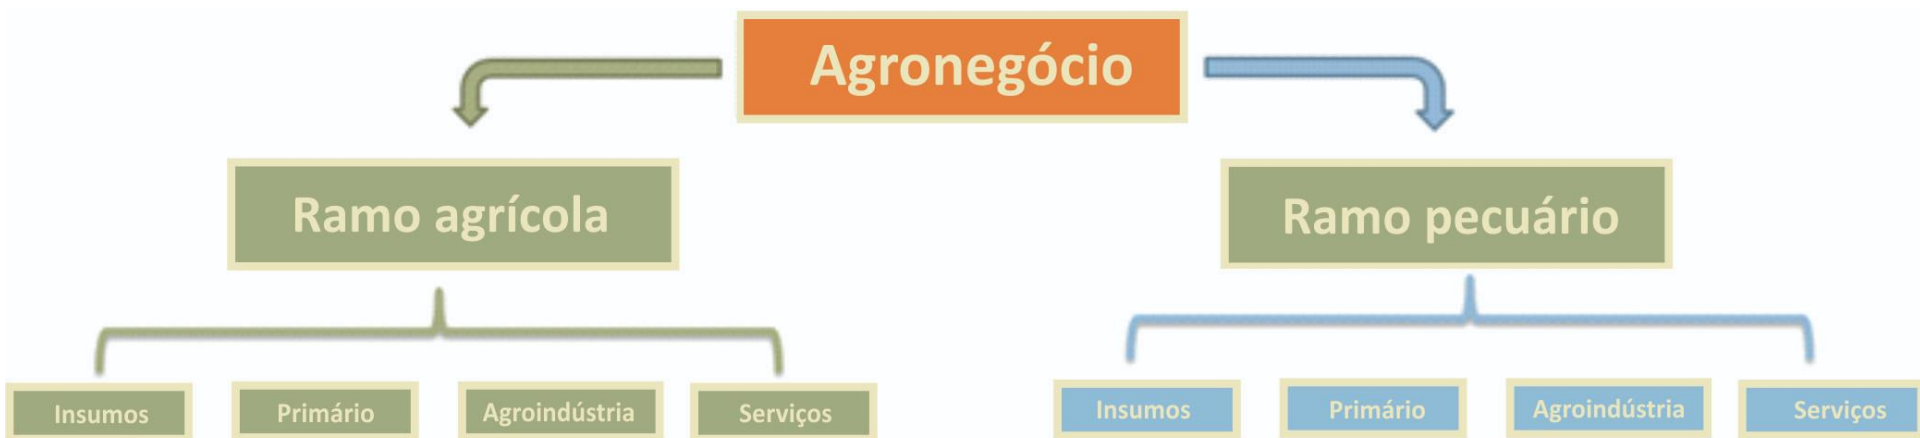 Agronegócio
Ramo agrícola
Ramo pecuário
Insumos
Primário
Agroindústria
Serviços
Insumos
Primário
Agroindústria
Serviços